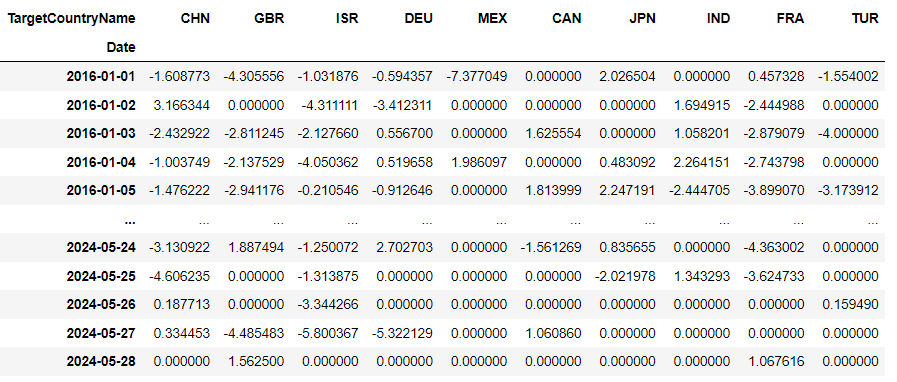 TargetCountryName CHN GBR ISR DEU MEX CAN JPN IND FRA TUR
Date
2016-01-01 -1.608773 -4.305556 -1.031876 -0.594357 -7.377049 0.000000 2.026504 0.000000 0.457328 -1.554002
2016-01-02 3.166344 0.000000 -4.311111 -3.412311 0.000000 0.000000 0.000000 1.694915 -2.444988 0.000000
2016-01-03 -2.432922 -2.811245 -2.127660 0.556700 0.000000 1.625554 0.000000 1.058201 -2.879079 -4.000000
2016-01-04 -1.003749 -2.137529 -4.050362 0.519658 1.986097 0.000000 0.483092 2.264151 -2.743798 0.000000
2016-01-05 -1.476222 -2.941176 -0.210546 -0.912646 0.000000 1.813999 2.247191 -2.444705 -3.899070 -3.173912
... ... ... ... ... ... ... ... ... ... ...
2024-05-24 -3.130922 1.887494 -1.250072 2.702703 0.000000 -1.561269 0.835655 0.000000 -4.363002 0.000000
2024-05-25 -4.606235 0.000000 -1.313875 0.000000 0.000000 0.000000 -2.021978 1.343293 -3.624733 0.000000
2024-05-26 0.187713 0.000000 -3.344266 0.000000 0.000000 0.000000 0.000000 0.000000 0.000000 0.159490
2024-05-27 0.334453 -4.485483 -5.800367 -5.322129 0.000000 1.060860 0.000000 0.000000 0.000000 0.000000
2024-05-28 0.000000 1.562500 0.000000 0.000000 0.000000 0.000000 0.000000 0.000000 1.067616 0.000000